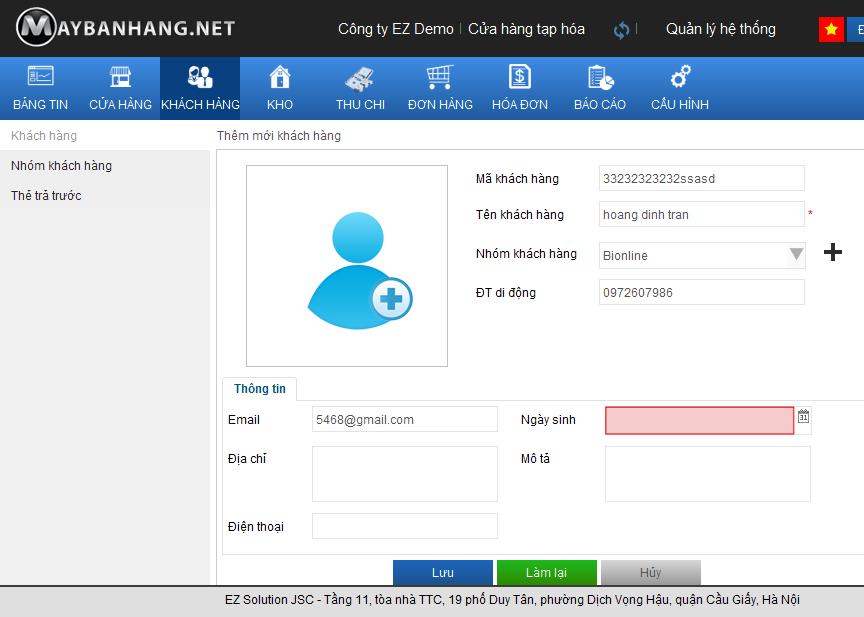 MAYBANHANG.NET
Công ty EZ Demo | Cửa hàng tạp hóa | Quản lý hệ thống
BẢNG TIN CỬA HÀNG KHÁCH HÀNG KHO THU CHI ĐƠN HÀNG HÓA ĐƠN BÁO CÁO CẤU HÌNH
Khách hàng
Nhóm khách hàng
Thẻ trả trước
Thêm mới khách hàng
Mã khách hàng 33232323232ssasd
Tên khách hàng hoang dinh tran *
Nhóm khách hàng Bionline
ĐT di động 0972607986
Thông tin
Email 5468@gmail.com Ngày sinh 31
Địa chỉ Mô tả
Điện thoại
Lưu Làm lại Hủy
EZ Solution JSC - Tầng 11, tòa nhà TTC, 19 phố Duy Tân, phường Dịch Vọng Hậu, quận Cầu Giấy, Hà Nội